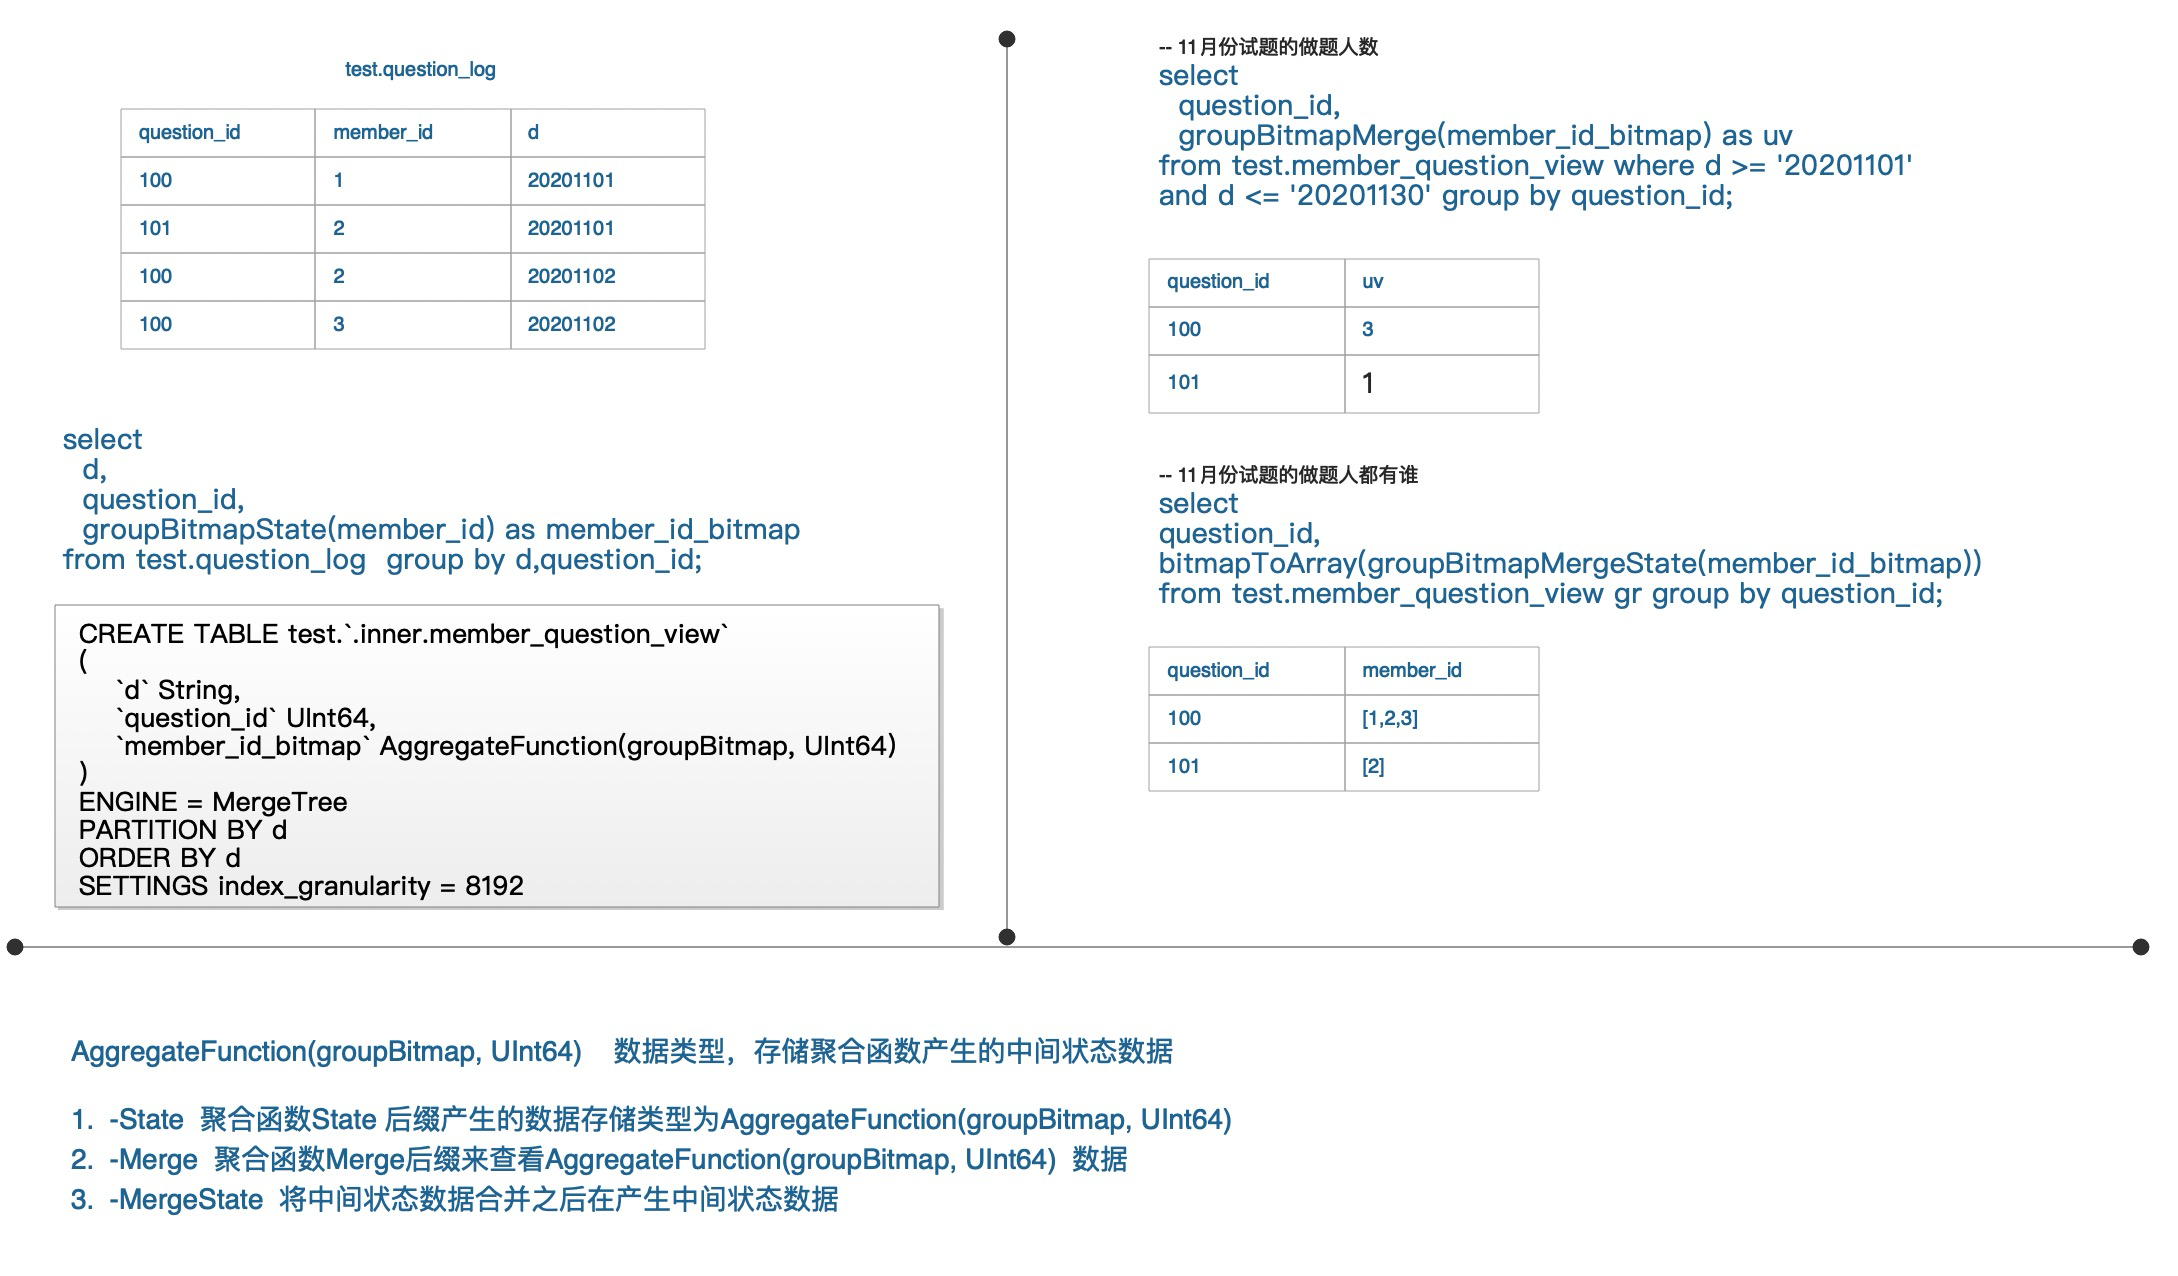 test.question_log
question_id member_id d
100 1 20201101
101 2 20201101
100 2 20201102
100 3 20201102
select
d,
question_id,
groupBitmapState(member_id) as member_id_bitmap
from test.question_log group by d,question_id;
CREATE TABLE test.`.inner.member_question_view`
(
`d` String,
`question_id` UInt64,
`member_id_bitmap` AggregateFunction(groupBitmap, UInt64)
)
ENGINE = MergeTree
PARTITION BY d
ORDER BY d
SETTINGS index_granularity = 8192
-- 11月份试题的做题人数
select
question_id,
groupBitmapMerge(member_id_bitmap) as uv
from test.member_question_view where d >= '20201101'
and d <= '20201130' group by question_id;
question_id uv
100 3
101 1
-- 11月份试题的做题人都有谁
select
question_id,
bitmapToArray(groupBitmapMergeState(member_id_bitmap))
from test.member_question_view gr group by question_id;
question_id member_id
100 [1,2,3]
101 [2]
AggregateFunction(groupBitmap, UInt64) 数据类型，存储聚合函数产生的中间状态数据
1. -State 聚合函数State 后缀产生的数据存储类型为AggregateFunction(groupBitmap, UInt64)
2. -Merge 聚合函数Merge后缀来查看AggregateFunction(groupBitmap, UInt64) 数据
3. -MergeState 将中间状态数据合并之后在产生中间状态数据